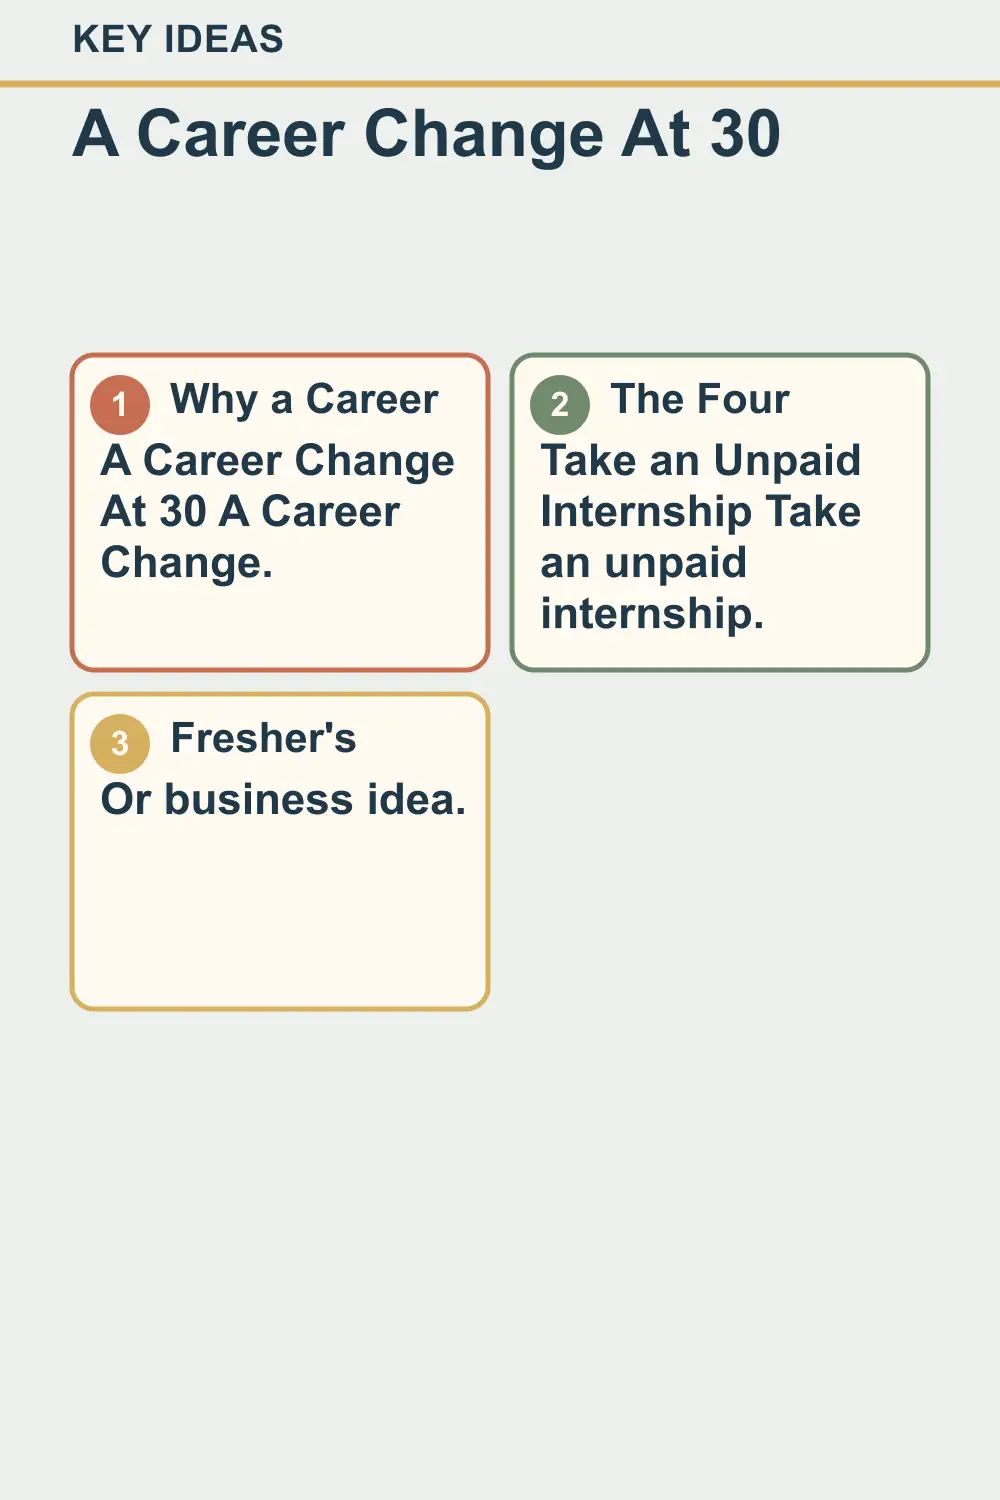 KEY IDEAS
A Career Change At 30
1 Why a Career
A Career Change
At 30 A Career
Change.
2 The Four
Take an Unpaid
Internship Take
an unpaid
internship.
3 Fresher's
Or business idea.